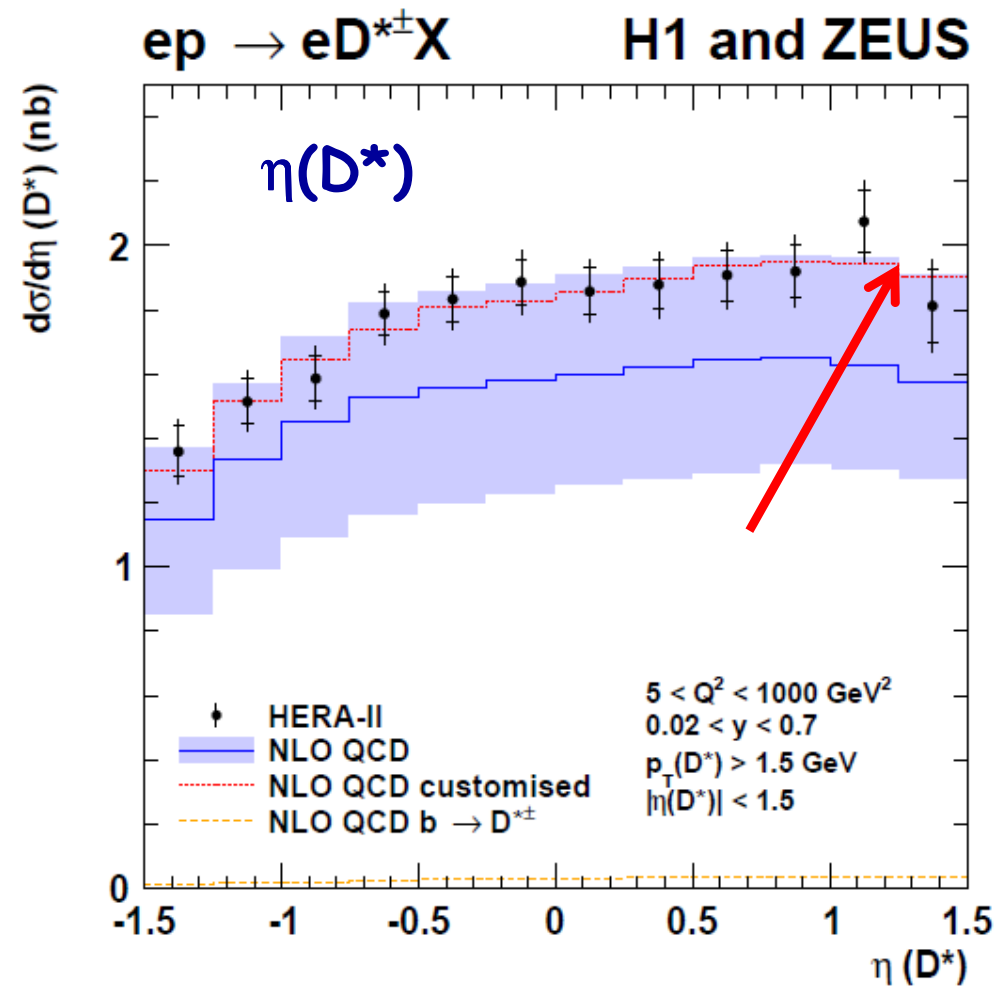 ep → eD*±X H1 and ZEUS
dσ/dη (D*) (nb)
η(D*)
2
1
0
HERA-II
NLO QCD
NLO QCD customised
NLO QCD b → D*±
5 < Q² < 1000 GeV²
0.02 < y < 0.7
p_T(D*) > 1.5 GeV
|η(D*)| < 1.5
-1.5 -1 -0.5 0 0.5 1 1.5
η (D*)